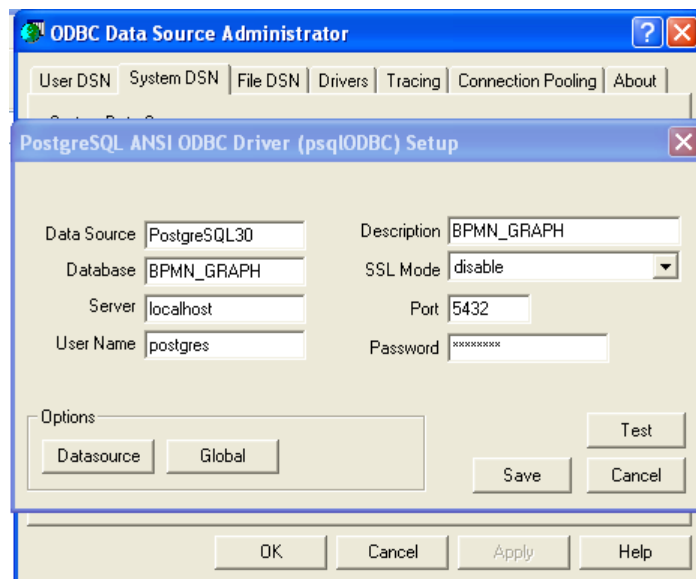 ODBC Data Source Administrator
User DSN System DSN File DSN Drivers Tracing Connection Pooling About
PostgreSQL ANSI ODBC Driver (psqlODBC) Setup
Data Source PostgreSQL30 Description BPMN_GRAPH
Database BPMN_GRAPH SSL Mode disable
Server localhost Port 5432
User Name postgres Password xxxxxxxx
Options
Datasource Global
Test
Save Cancel
OK Cancel Apply Help